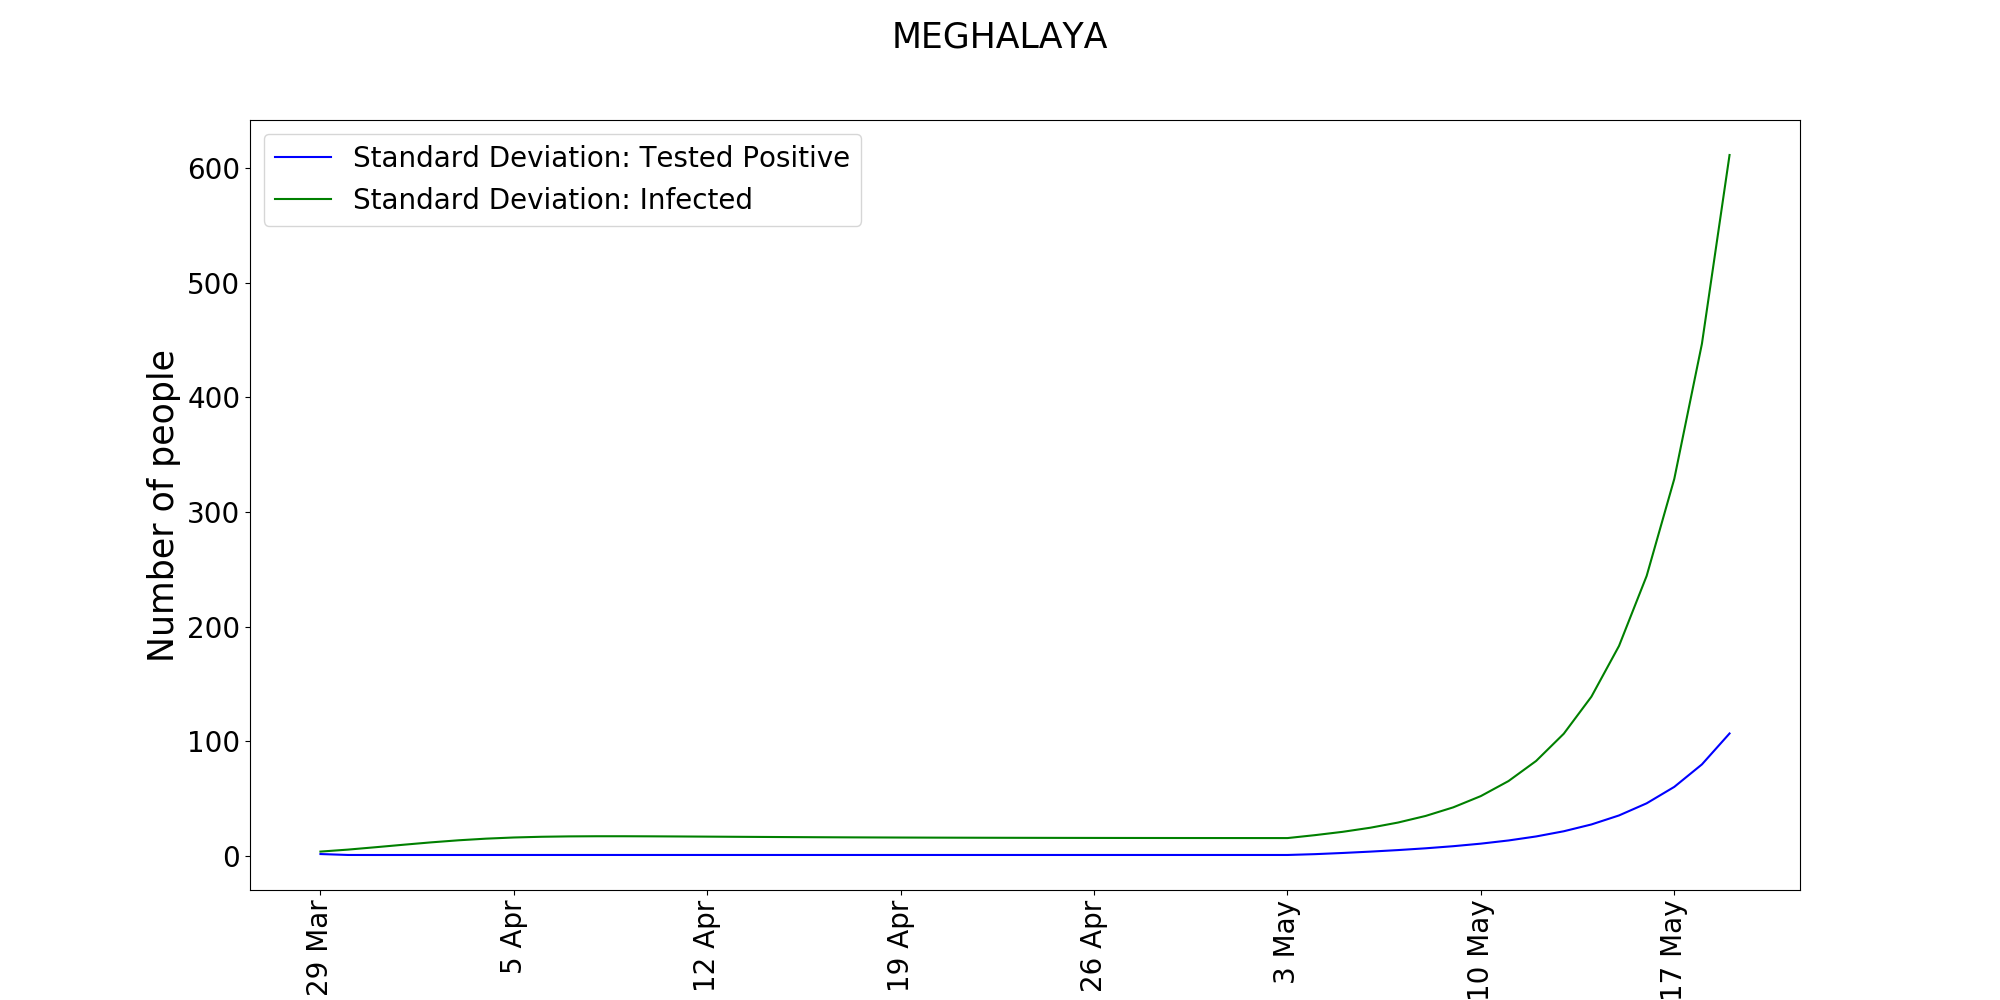 MEGHALAYA
Standard Deviation: Tested Positive
Standard Deviation: Infected
Number of people
600
500
400
300
200
100
0
29 Mar
5 Apr
12 Apr
19 Apr
26 Apr
3 May
10 May
17 May